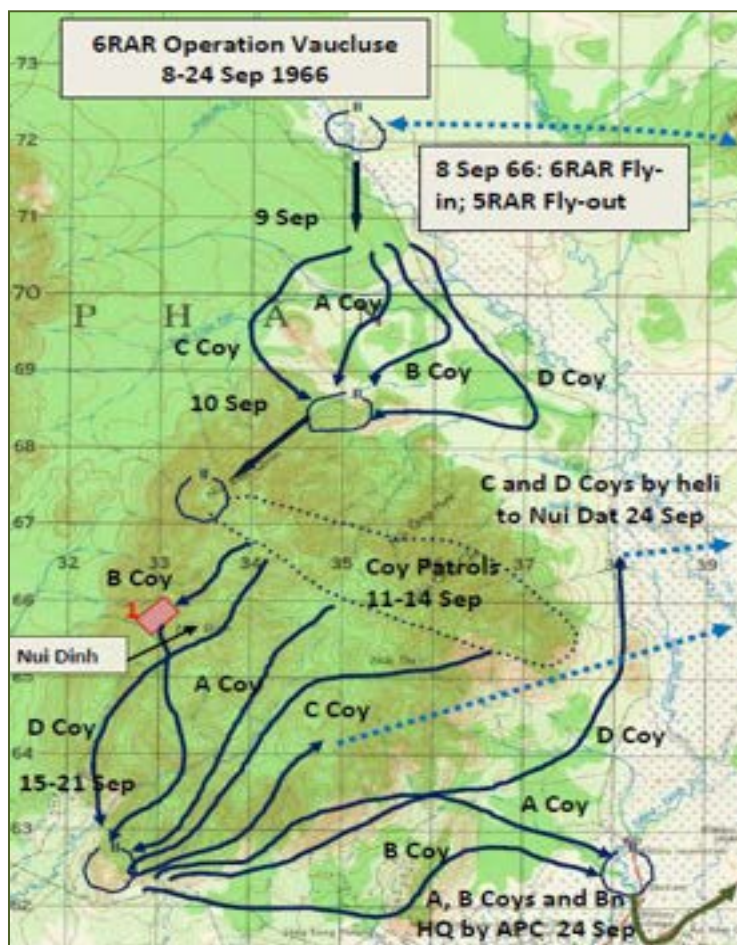 6RAR Operation Vaucluse
8-24 Sep 1966
73
72
8 Sep 66: 6RAR Fly-
in; 5RAR Fly-out
71
9 Sep
70
P H A
A Coy
69
C Coy
B Coy
D Coy
10 Sep
68
C and D Coys by heli
to Nui Dat 24 Sep
67
32 33 35 37 39
B Coy
Coy Patrols
11-14 Sep
66
1
Nui Dinh
A Coy
65
C Coy
D Coy
D Coy
64
15-21 Sep
A Coy
63
B Coy
A, B Coys and Bn
HQ by APC 24 Sep
62